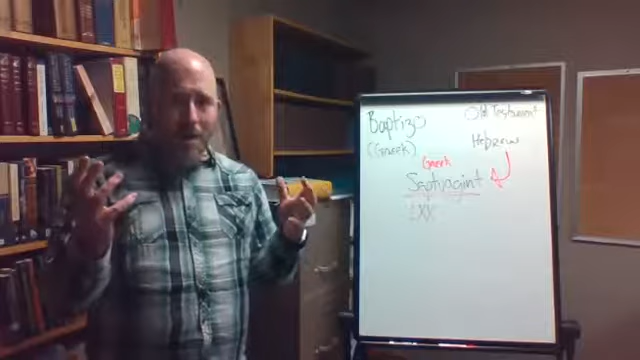 Baptizo
(Greek)
Old Testament
Hebrew
Greek
Septuagint
LXX